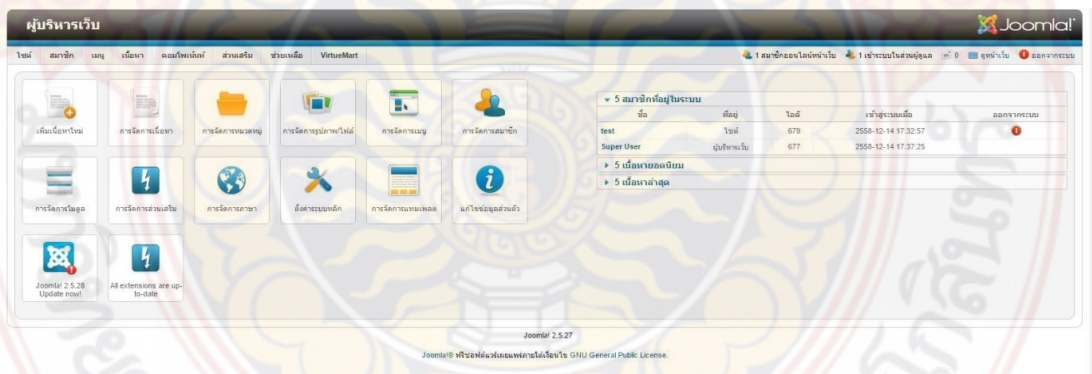 ผู้บริหารเว็บ
Joomla!
ไซน์ สมาชิก เมนู เนื้อหา คอมโพเน้นท์ ส่วนเสริม ช่วยเหลือ VirtueMart
1 สมาชิกออนไลน์หน้าเว็บ 1 เข้าระบบในส่วนผู้ดูแล 0 ดูหน้าเว็บ ออกจากระบบ
เพิ่มเนื้อหาใหม่ การจัดการเนื้อหา การจัดการหมวดหมู่ การจัดการรูปภาพ/ไฟล์ การจัดการเมนู การจัดการสมาชิก
5 สมาชิกที่อยู่ในระบบ
ชื่อ ที่อยู่ ไอดี เข้าสู่ระบบเมื่อ ออกจากระบบ
test ไซต์ 679 2558-12-14 17:32:57
Super User ผู้บริหารเว็บ 677 2558-12-14 17:37:25
5 เนื้อหายอดนิยม
5 เนื้อหาล่าสุด
การจัดการโมดูล การจัดการส่วนเสริม การจัดการภาษา ตั้งค่าระบบหลัก การจัดการแทมเพลต แก้ไขข้อมูลส่วนตัว
Joomla! 2.5.28 Update now!
All extensions are up-to-date
Joomla! 2.5.27
Joomla!® ฟรีซอฟต์แวร์เผยแพร่ภายใต้เงื่อนไข GNU General Public License.